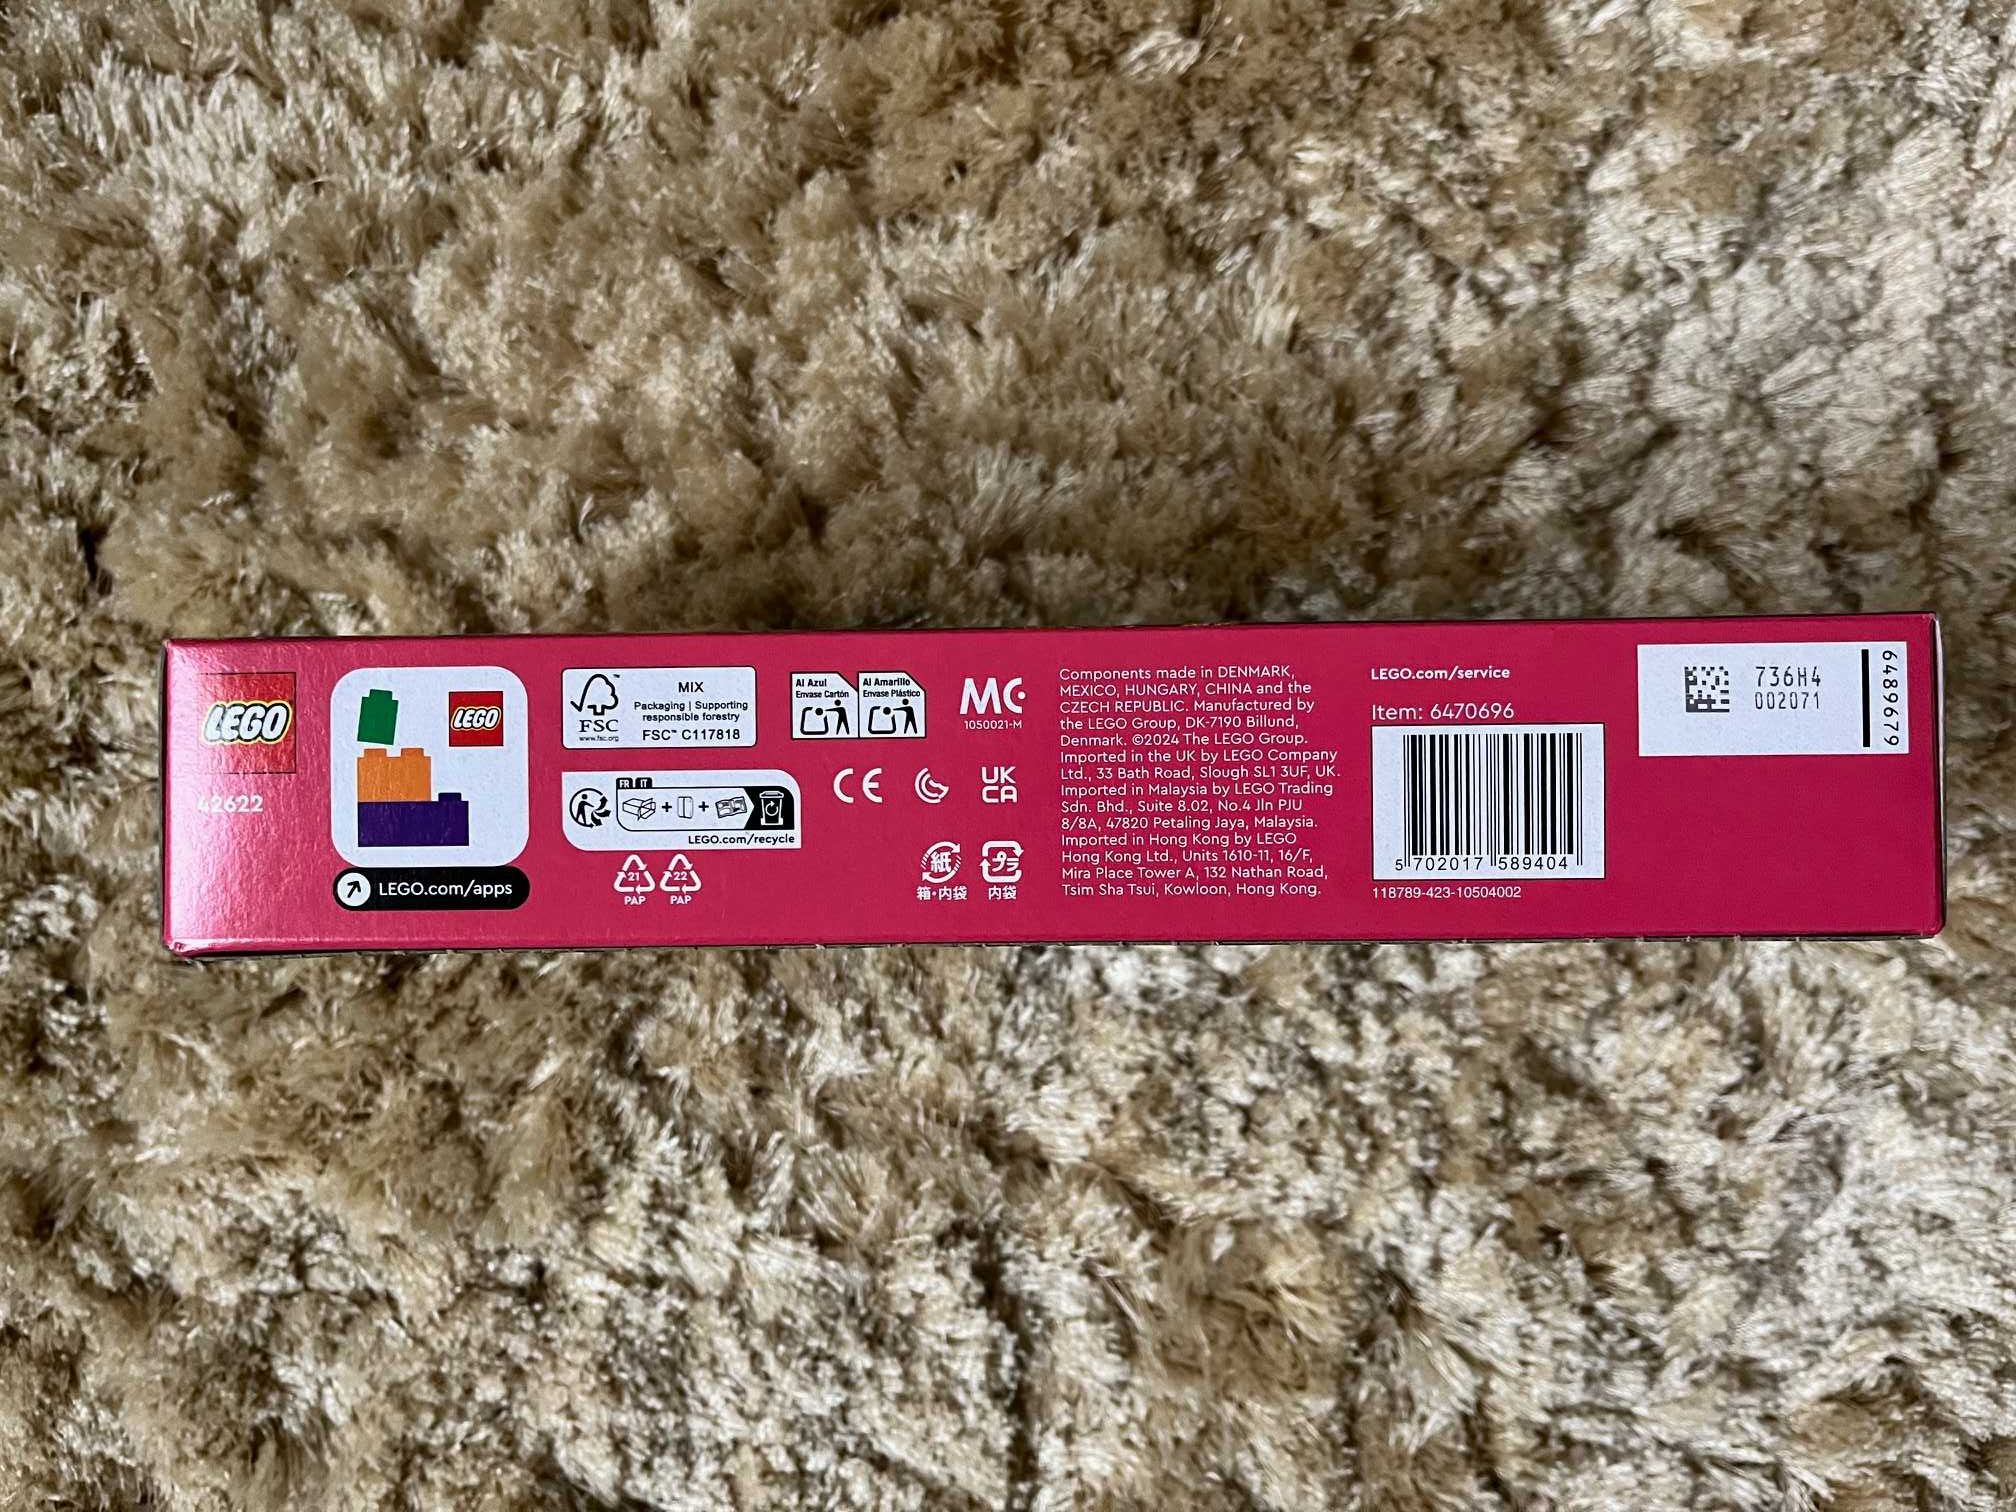 LEGO
42622
LEGO
LEGO.com/apps
FSC™
www.fsc.org
MIX
Packaging | Supporting
responsible forestry
FSC™ C117818
FR IT
+ +
LEGO.com/recycle
21
PAP
22
PAP
Al Azul
Envase Cartón
Al Amarillo
Envase Plástico
MC
1050021-M
CE
UK
CA
紙
箱・内袋
プラ
内袋
Components made in DENMARK,
MEXICO, HUNGARY, CHINA and the
CZECH REPUBLIC. Manufactured by
the LEGO Group, DK-7190 Billund,
Denmark. ©2024 The LEGO Group.
Imported in the UK by LEGO Company
Ltd., 33 Bath Road, Slough SL1 3UF, UK.
Imported in Malaysia by LEGO Trading
Sdn. Bhd., Suite 8.02, No.4 Jln PJU
8/8A, 47820 Petaling Jaya, Malaysia.
Imported in Hong Kong by LEGO
Hong Kong Ltd., Units 1610-11, 16/F,
Mira Place Tower A, 132 Nathan Road,
Tsim Sha Tsui, Kowloon, Hong Kong.
LEGO.com/service
Item: 6470696
5 702017 589404
118789-423-10504002
736H4
002071
6489679